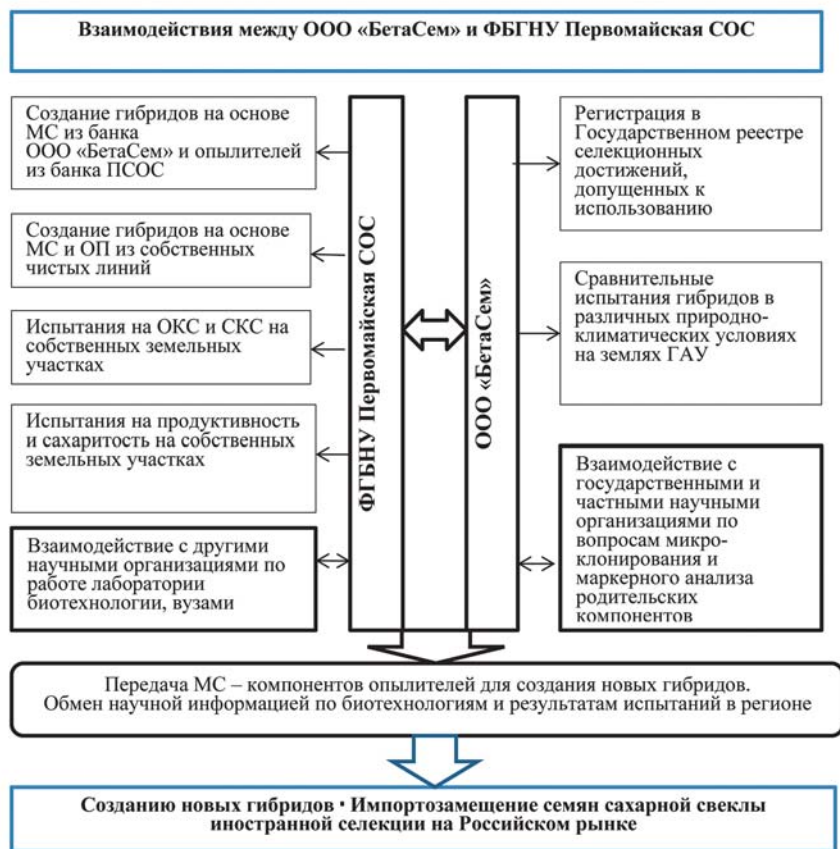 Взаимодействия между ООО «БетаСем» и ФБГНУ Первомайская СОС
Создание гибридов на основе
МС из банка
ООО «БетаСем» и опылителей
из банка ПСОС
Создание гибридов на основе
МС и ОП из собственных
чистых линий
Испытания на ОКС и СКС на
собственных земельных
участках
Испытания на продуктивность
и сахаритость на собственных
земельных участках
Взаимодействие с другими
научными организациями по
работе лаборатории
биотехнологии, вузами
ФГБНУ Первомайская СОС
ООО «БетаСем»
Регистрация в
Государственном реестре
селекционных
достижений,
допущенных к
использованию
Сравнительные
испытания гибридов в
различных природно-
климатических условиях
на землях ГАУ
Взаимодействие с
государственными и
частными научными
организациями по
вопросам микро-
клонирования и
маркерного анализа
родительских
компонентов
Передача МС – компонентов опылителей для создания новых гибридов.
Обмен научной информацией по биотехнологиям и результатам испытаний в регионе
Созданию новых гибридов · Импортозамещение семян сахарной свеклы
иностранной селекции на Российском рынке